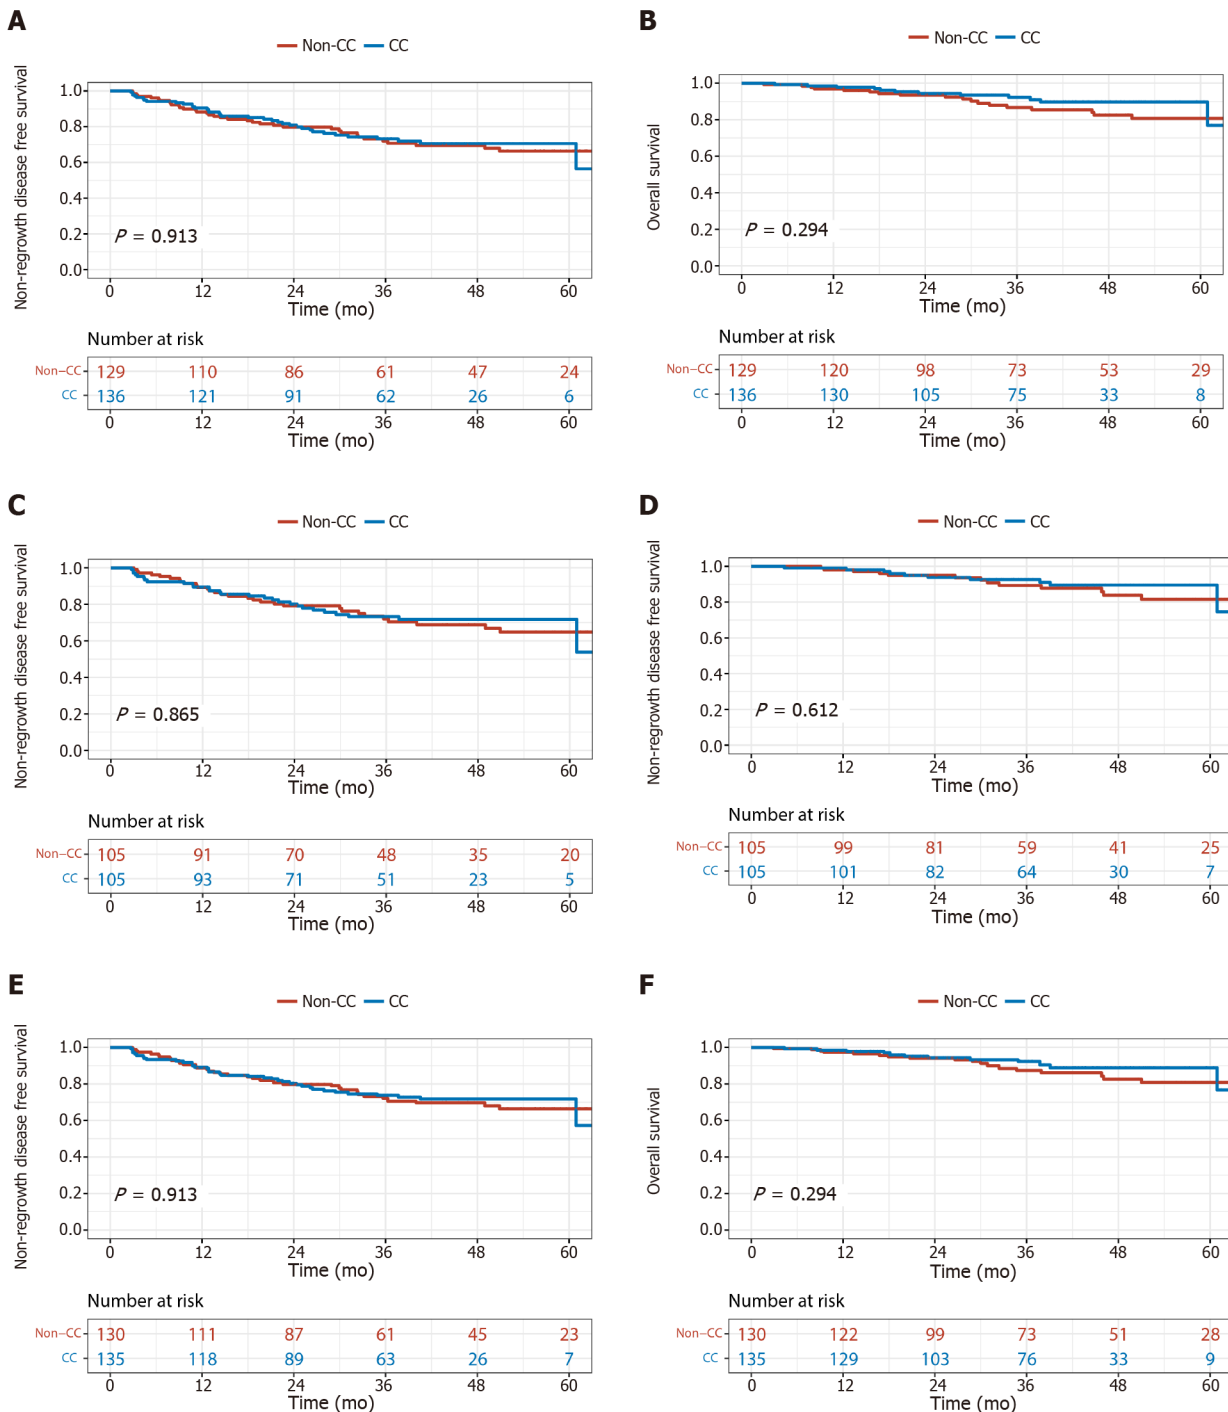 A
Non-CC CC
Non-regrowth disease free survival
1.0
0.8
0.6
0.4
0.2
0.0
P = 0.913
0 12 24 36 48 60
Time (mo)
Number at risk
Non-CC 129 110 86 61 47 24
CC 136 121 91 62 26 6
0 12 24 36 48 60
Time (mo)
B
Non-CC CC
Overall survival
1.0
0.8
0.6
0.4
0.2
0.0
P = 0.294
0 12 24 36 48 60
Time (mo)
Number at risk
Non-CC 129 120 98 73 53 29
CC 136 130 105 75 33 8
0 12 24 36 48 60
Time (mo)
C
Non-CC CC
Non-regrowth disease free survival
1.0
0.8
0.6
0.4
0.2
0.0
P = 0.865
0 12 24 36 48 60
Time (mo)
Number at risk
Non-CC 105 91 70 48 35 20
CC 105 93 71 51 23 5
0 12 24 36 48 60
Time (mo)
D
Non-CC CC
Non-regrowth disease free survival
1.0
0.8
0.6
0.4
0.2
0.0
P = 0.612
0 12 24 36 48 60
Time (mo)
Number at risk
Non-CC 105 99 81 59 41 25
CC 105 101 82 64 30 7
0 12 24 36 48 60
Time (mo)
E
Non-CC CC
Non-regrowth disease free survival
1.0
0.8
0.6
0.4
0.2
0.0
P = 0.913
0 12 24 36 48 60
Time (mo)
Number at risk
Non-CC 130 111 87 61 45 23
CC 135 118 89 63 26 7
0 12 24 36 48 60
Time (mo)
F
Non-CC CC
Overall survival
1.0
0.8
0.6
0.4
0.2
0.0
P = 0.294
0 12 24 36 48 60
Time (mo)
Number at risk
Non-CC 130 122 99 73 51 28
CC 135 129 103 76 33 9
0 12 24 36 48 60
Time (mo)